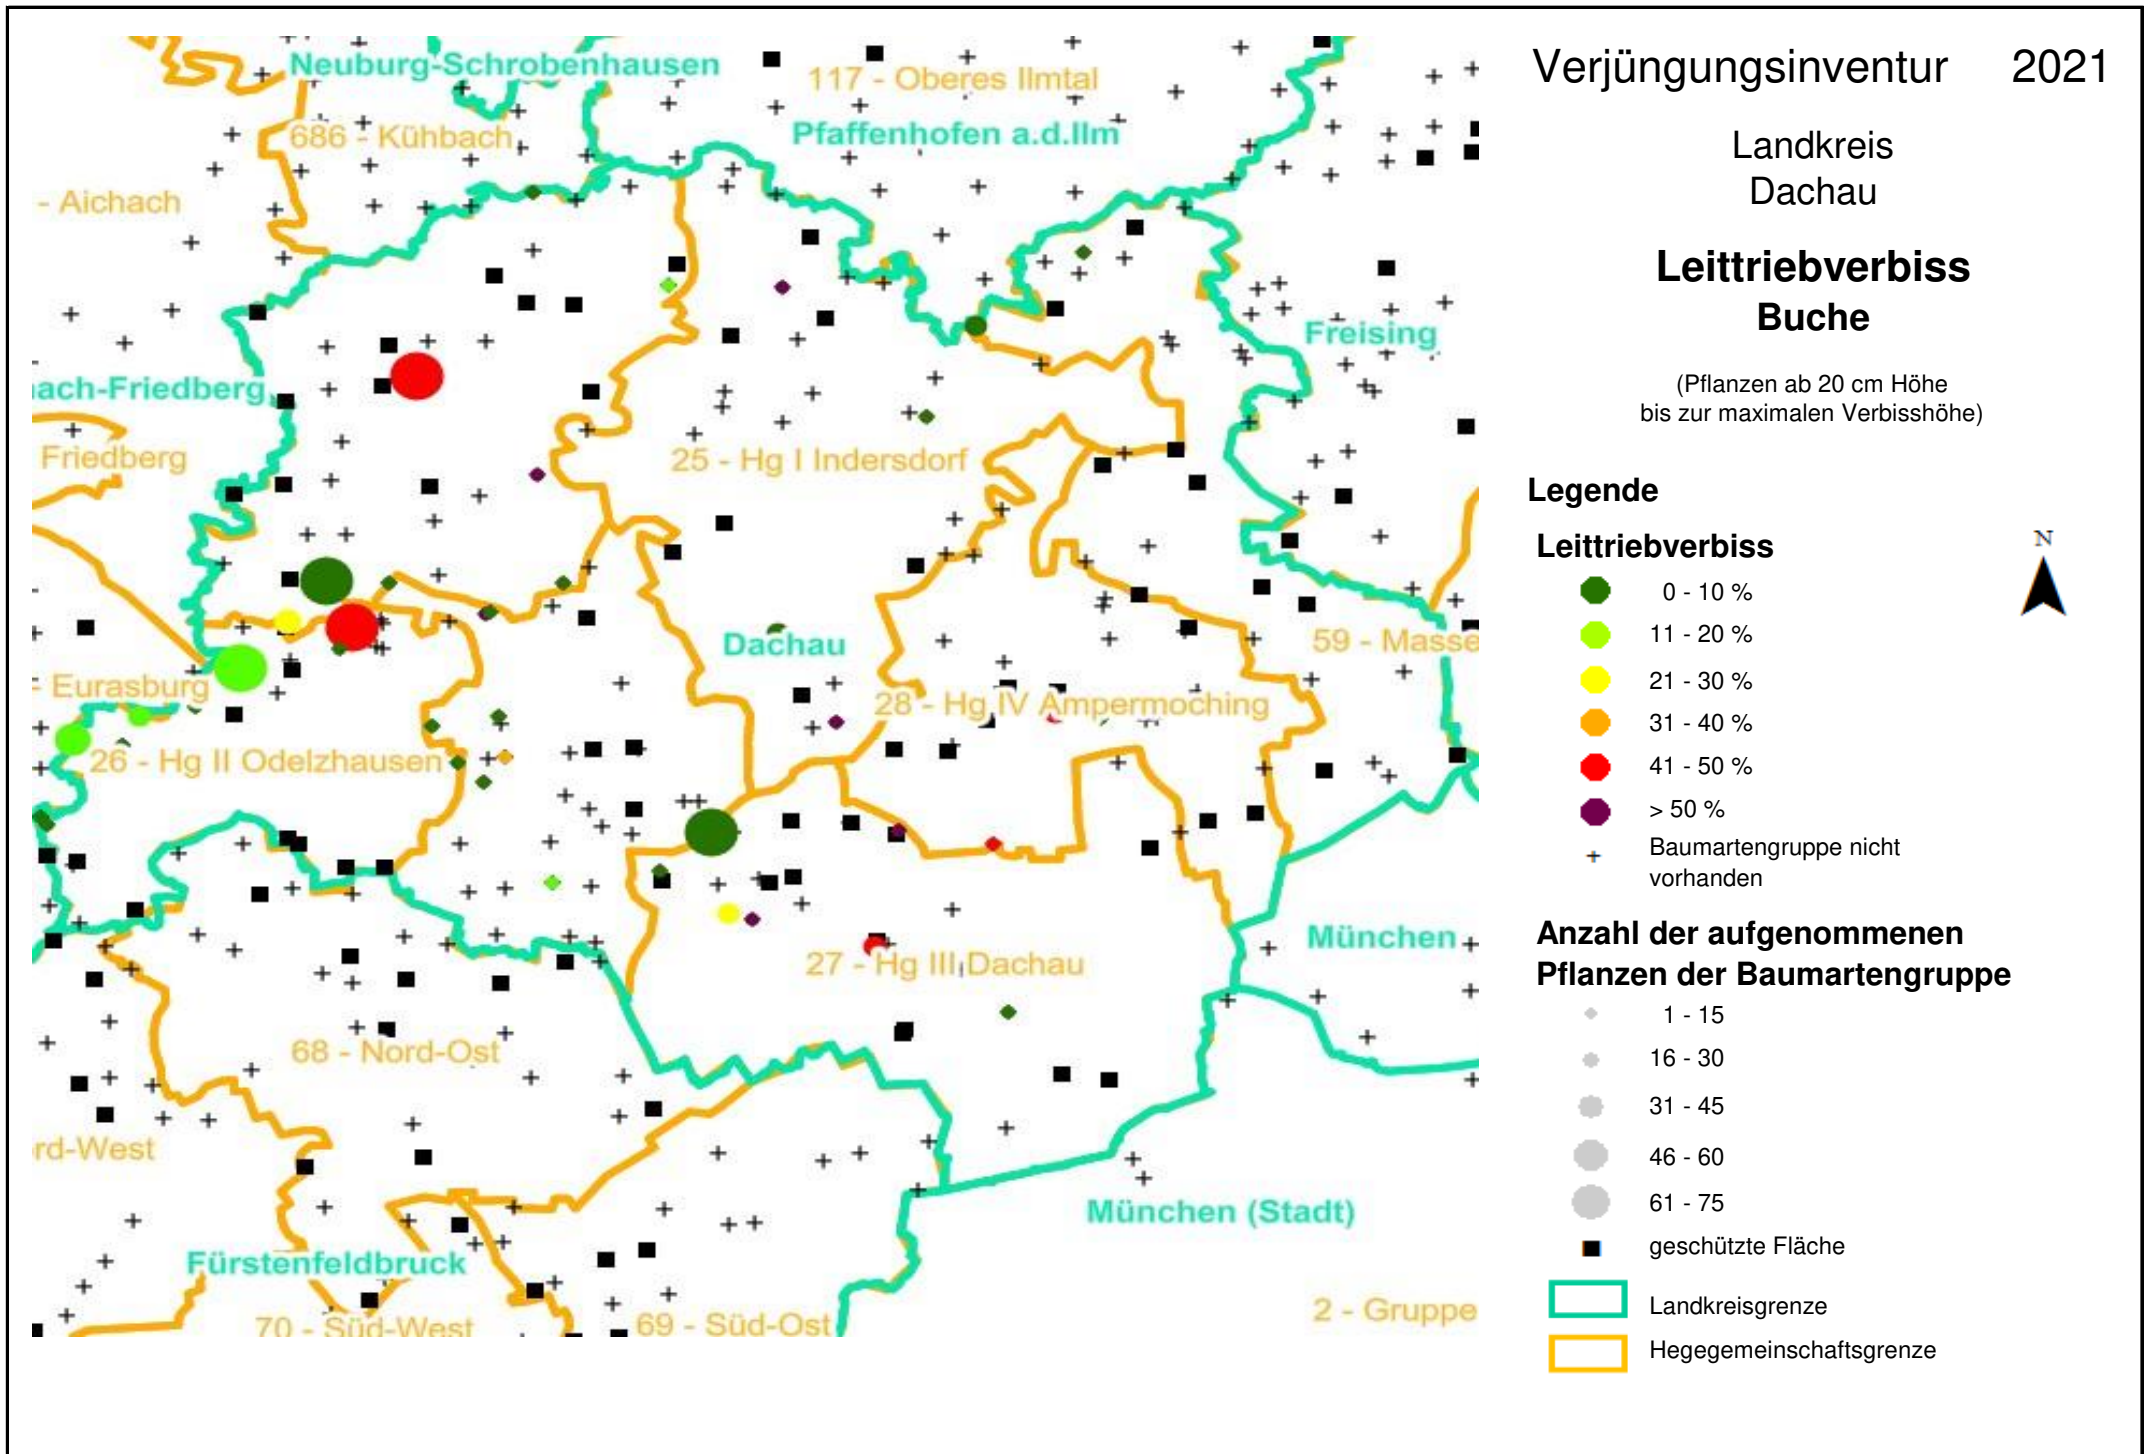 Verjüngungsinventur 2021
Landkreis
Dachau
Leittriebverbiss
Buche
(Pflanzen ab 20 cm Höhe
bis zur maximalen Verbisshöhe)
Legende
Leittriebverbiss
N
0 - 10 %
11 - 20 %
21 - 30 %
31 - 40 %
41 - 50 %
> 50 %
Baumartengruppe nicht
vorhanden
Anzahl der aufgenommenen
Pflanzen der Baumartengruppe
1 - 15
16 - 30
31 - 45
46 - 60
61 - 75
geschützte Fläche
Landkreisgrenze
Hegegemeinschaftsgrenze
Neuburg-Schrobenhausen
117 - Oberes Ilmtal
686 - Kühbach
Pfaffenhofen a.d.Ilm
- Aichach
Freising
ach-Friedberg
Friedberg
25 - Hg I Indersdorf
Dachau
59 - Masse
- Eurasburg
28 - Hg IV Ampermoching
26 - Hg II Odelzhausen
München
27 - Hg III Dachau
68 - Nord-Ost
rd-West
München (Stadt)
Fürstenfeldbruck
70 - Süd-West
69 - Süd-Ost
2 - Gruppe